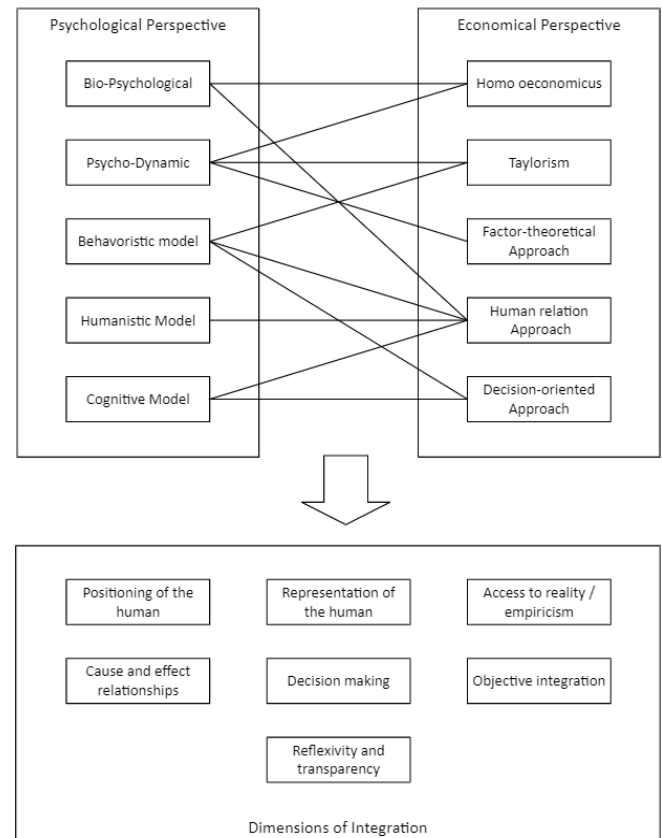 Psychological Perspective
Economical Perspective
Bio-Psychological
Homo oeconomicus
Psycho-Dynamic
Taylorism
Behavoristic model
Factor-theoretical
Approach
Humanistic Model
Human relation
Approach
Cognitive Model
Decision-oriented
Approach
Positioning of the
human
Representation of
the human
Access to reality /
empiricism
Cause and effect
relationships
Decision making
Objective integration
Reflexivity and
transparency
Dimensions of Integration